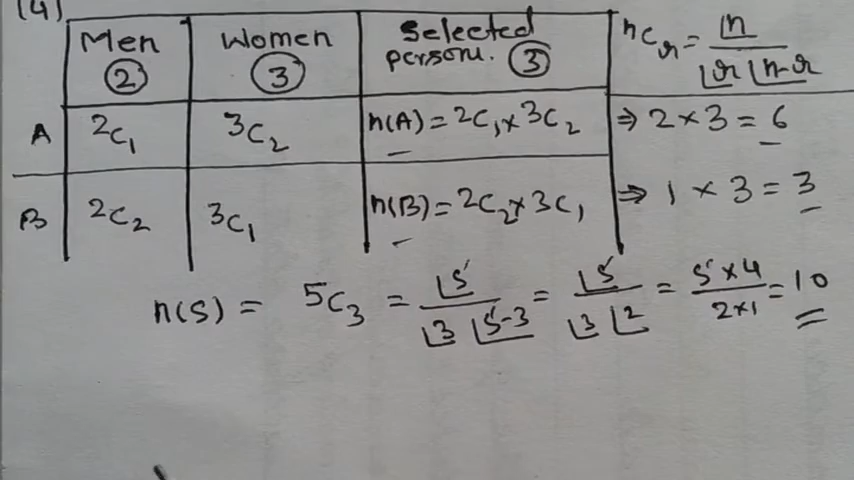 (4)
Men Women Selected ⁿCᵣ = |n / |r |n-r
(2) (3) person. (3)
A ²C₁ ³C₂ n(A) = 2C₁ × 3C₂ ⇒ 2 × 3 = 6
B ²C₂ ³C₁ n(B) = 2C₂ × 3C₁ ⇒ 1 × 3 = 3
n(S) = ⁵C₃ = |5 / |3 |5-3 = |5 / |3 |2 = 5×4 / 2×1 = 10